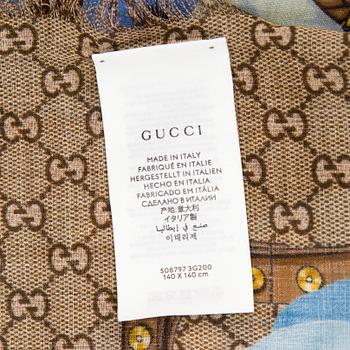 GUCCI
MADE IN ITALY
FABRIQUÉ EN ITALIE
HERGESTELLT IN ITALIEN
HECHO EN ITALIA
FABRICADO EM ITÁLIA
СДЕЛАНО В ИТАЛИИ
产地:意大利
イタリア製
صنع في إيطاليا
이태리제
508797 3G200
140 X 140 cm